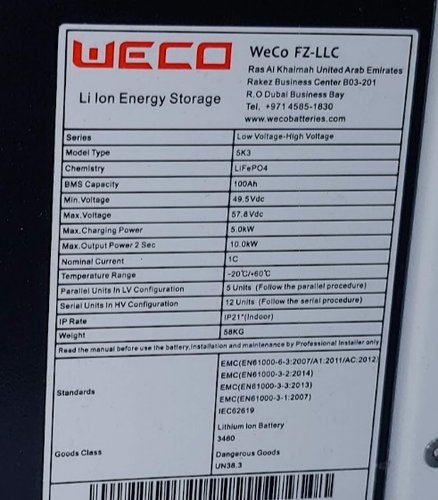 WECO
WeCo FZ-LLC
Ras Al Khaimah United Arab Emirates
Rakez Business Center B03-201
R.O Dubai Business Bay
Tel. +971 4585-1830
www.wecobatteries.com
Li Ion Energy Storage
Series Low Voltage-High Voltage
Model Type 5K3
Chemistry LiFePO4
BMS Capacity 100Ah
Min.Voltage 49.5Vdc
Max.Voltage 57.8Vdc
Max.Charging Power 5.0kW
Max.Output Power 2 Sec 10.0kW
Nominal Current 1C
Temperature Range -20°C/+60°C
Parallel Units In LV Configuration 5 Units (Follow the parallel procedure)
Serial Units In HV Configuration 12 Units (Follow the serial procedure)
IP Rate IP21*(Indoor)
Weight 58KG
Read the manual before use the battery,Installation and maintenance by Professional Installer only
Standards
EMC(EN61000-6-3:2007/A1:2011/AC:2012)
EMC(EN61000-3-2:2014)
EMC(EN61000-3-3:2013)
EMC(EN61000-3-1:2007)
IEC62619
Goods Class
Lithium Ion Battery
3480
Dangerous Goods
UN38.3